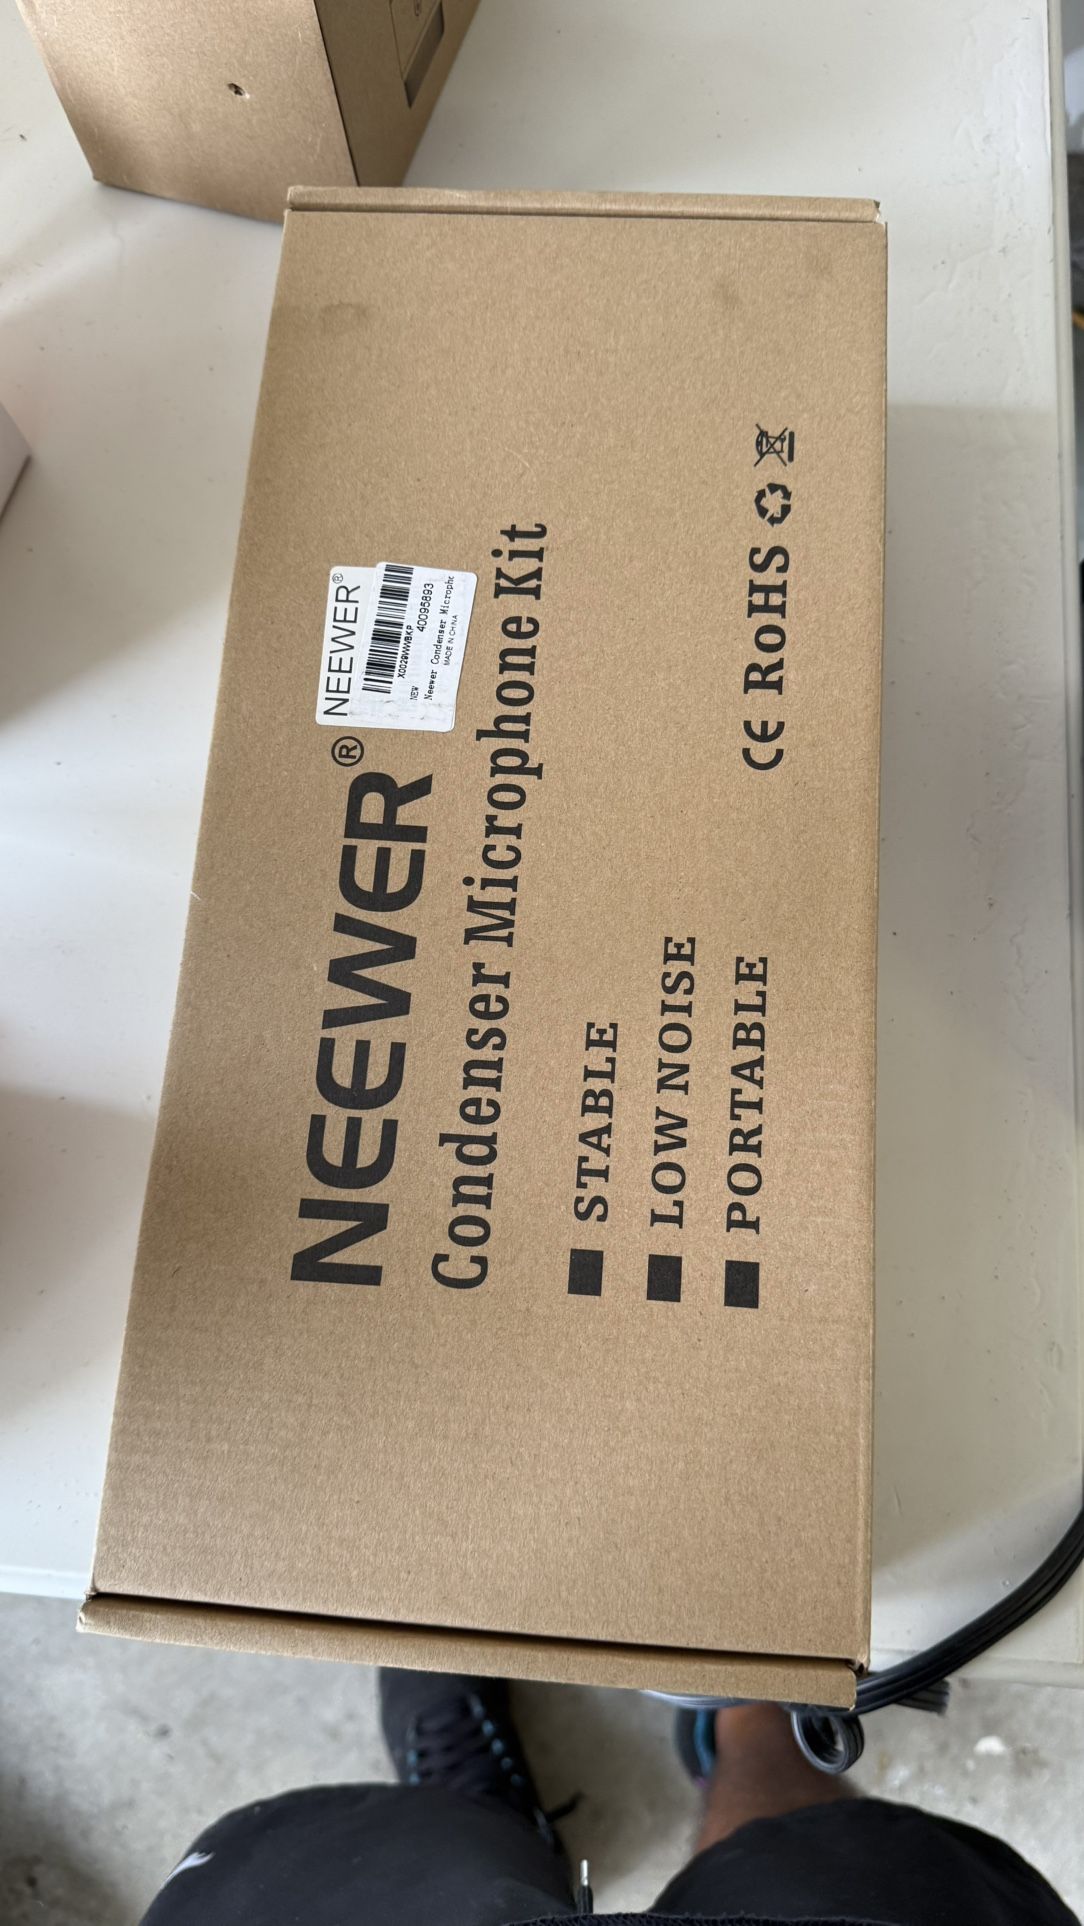 NEEWER®
NEEWER®
X0029WWBKP
NEW 40095893
Neewer Condenser Microphc
MADE IN CHINA
Condenser Microphone Kit
STABLE
LOW NOISE
PORTABLE
CE RoHS